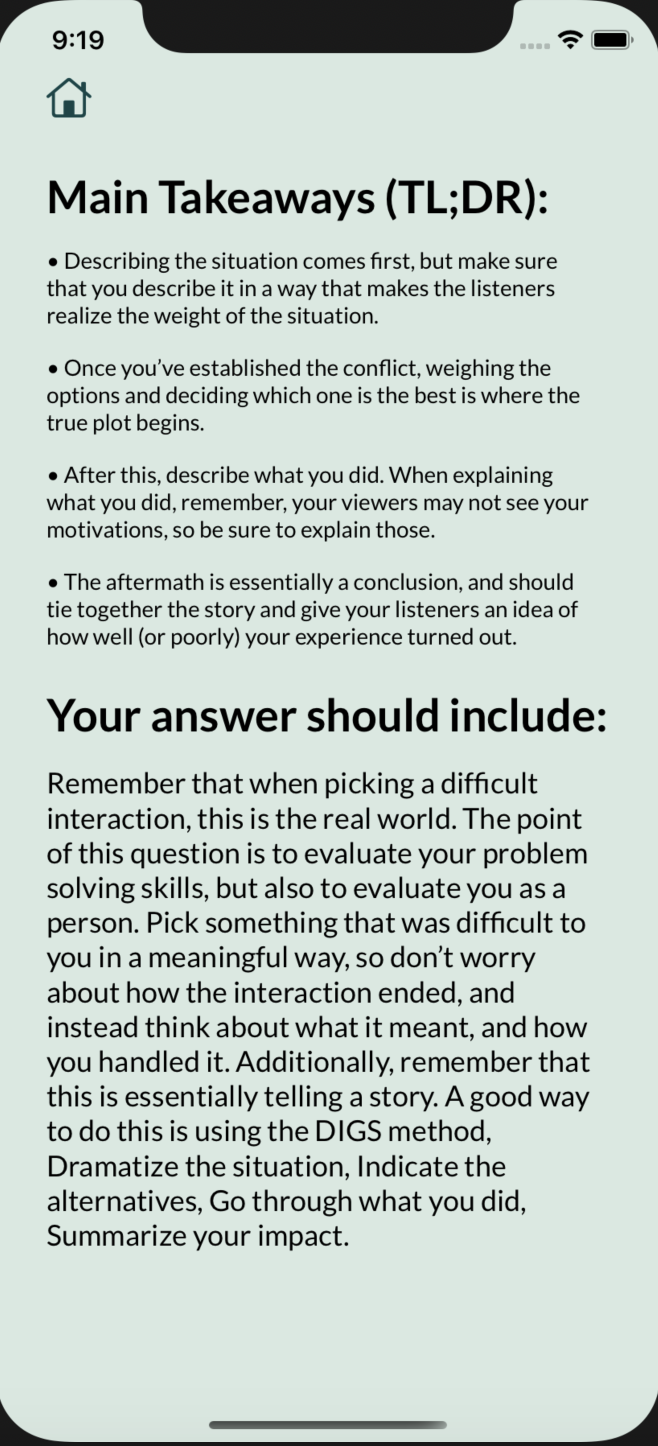 9:19
Main Takeaways (TL;DR):
• Describing the situation comes first, but make sure
that you describe it in a way that makes the listeners
realize the weight of the situation.
• Once you’ve established the conflict, weighing the
options and deciding which one is the best is where the
true plot begins.
• After this, describe what you did. When explaining
what you did, remember, your viewers may not see your
motivations, so be sure to explain those.
• The aftermath is essentially a conclusion, and should
tie together the story and give your listeners an idea of
how well (or poorly) your experience turned out.
Your answer should include:
Remember that when picking a difficult
interaction, this is the real world. The point
of this question is to evaluate your problem
solving skills, but also to evaluate you as a
person. Pick something that was difficult to
you in a meaningful way, so don’t worry
about how the interaction ended, and
instead think about what it meant, and how
you handled it. Additionally, remember that
this is essentially telling a story. A good way
to do this is using the DIGS method,
Dramatize the situation, Indicate the
alternatives, Go through what you did,
Summarize your impact.